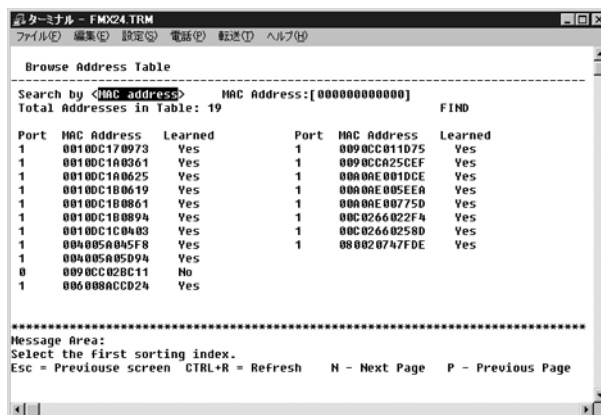 ターミナル - FMX24.TRM
ファイル(F) 編集(E) 設定(S) 電話(P) 転送(T) ヘルプ(H)
Browse Address Table
Search by <MAC address> MAC Address:[000000000000]
Total Addresses in Table: 19 FIND
Port MAC Address Learned Port MAC Address Learned
1 0010DC170973 Yes 1 0090CC011D75 Yes
1 0010DC1A0361 Yes 1 0090CCA25CEF Yes
1 0010DC1A0625 Yes 1 00A0AE001DCE Yes
1 0010DC1B0619 Yes 1 00A0AE005EEA Yes
1 0010DC1B0861 Yes 1 00A0AE00775D Yes
1 0010DC1B0894 Yes 1 00C0266022F4 Yes
1 0010DC1C0403 Yes 1 00C02660258D Yes
1 004005A045F8 Yes 1 080020747FDE Yes
1 004005A05D94 Yes
0 0090CC02BC11 No
1 006008ACCD24 Yes
********************************************************************************
Message Area:
Select the first sorting index.
Esc = Previouse screen CTRL+R = Refresh N - Next Page P - Previous Page